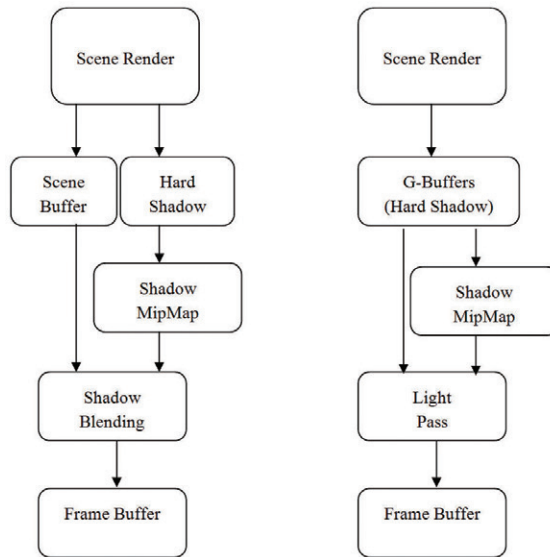 Scene Render
Scene
Buffer
Hard
Shadow
Shadow
MipMap
Shadow
Blending
Frame Buffer
Scene Render
G-Buffers
(Hard Shadow)
Shadow
MipMap
Light
Pass
Frame Buffer